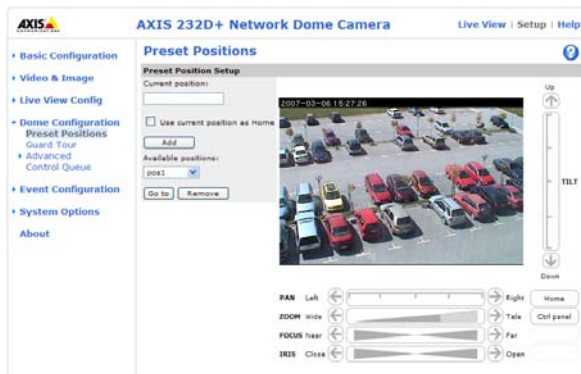 AXIS
AXIS 232D+ Network Dome Camera
Live View | Setup | Help
Basic Configuration
Video & Image
Live View Config
Dome Configuration
Preset Positions
Guard Tour
Advanced
Control Queue
Event Configuration
System Options
About
Preset Positions
?
Preset Position Setup
Current position:
Use current position as Home
Add
Available positions:
pos1
Go to
Remove
2007-03-06 15:27:26
Up
TILT
Down
PAN Left Right Home
ZOOM Wide Tele Ctrl panel
FOCUS Near Far
IRIS Close Open